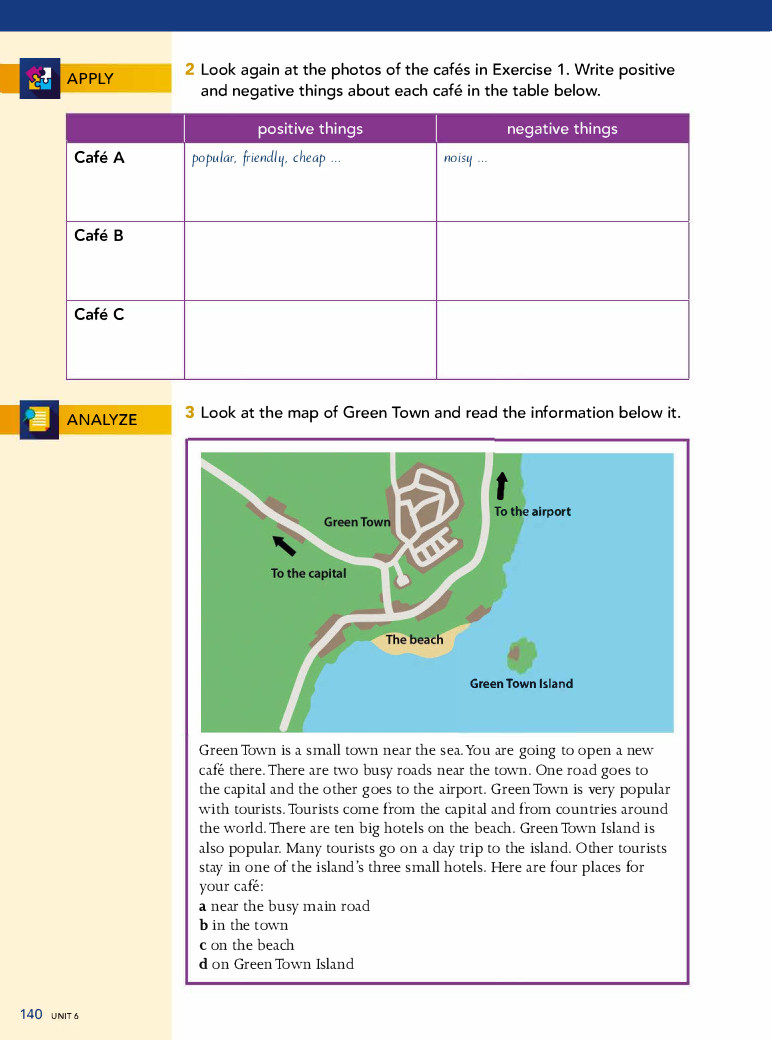 APPLY
2 Look again at the photos of the cafés in Exercise 1. Write positive
and negative things about each café in the table below.
positive things negative things
Café A popular, friendly, cheap ... noisy ...
Café B
Café C
ANALYZE
3 Look at the map of Green Town and read the information below it.
To the airport
Green Town
To the capital
The beach
Green Town Island
Green Town is a small town near the sea. You are going to open a new
café there. There are two busy roads near the town. One road goes to
the capital and the other goes to the airport. Green Town is very popular
with tourists. Tourists come from the capital and from countries around
the world. There are ten big hotels on the beach. Green Town Island is
also popular. Many tourists go on a day trip to the island. Other tourists
stay in one of the island's three small hotels. Here are four places for
your café:
a near the busy main road
b in the town
c on the beach
d on Green Town Island
140 UNIT 6